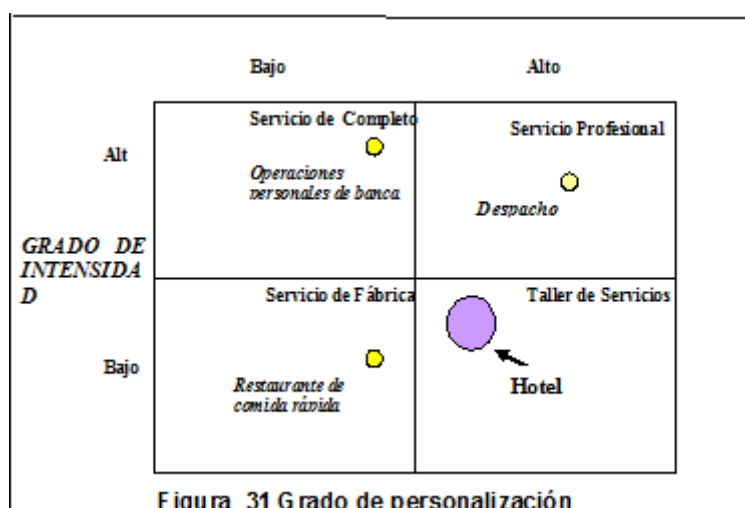 Bajo Alto
Servicio de Completo
Servicio Profesional
Alt
Operaciones
personales de banca
Despacho
GRADO DE
INTENSIDA
D
Servicio de Fábrica
Taller de Servicios
Bajo
Restaurante de
comida rápida
Hotel
Figura 31 Grado de personalización